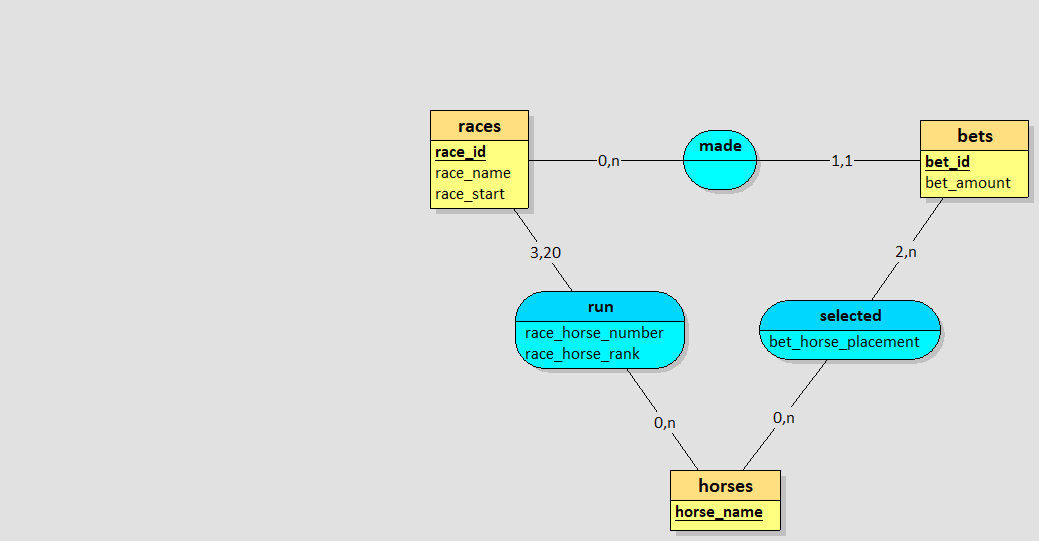 races
race_id
race_name
race_start
0,n
made
1,1
bets
bet_id
bet_amount
3,20
2,n
run
race_horse_number
race_horse_rank
selected
bet_horse_placement
0,n
0,n
horses
horse_name